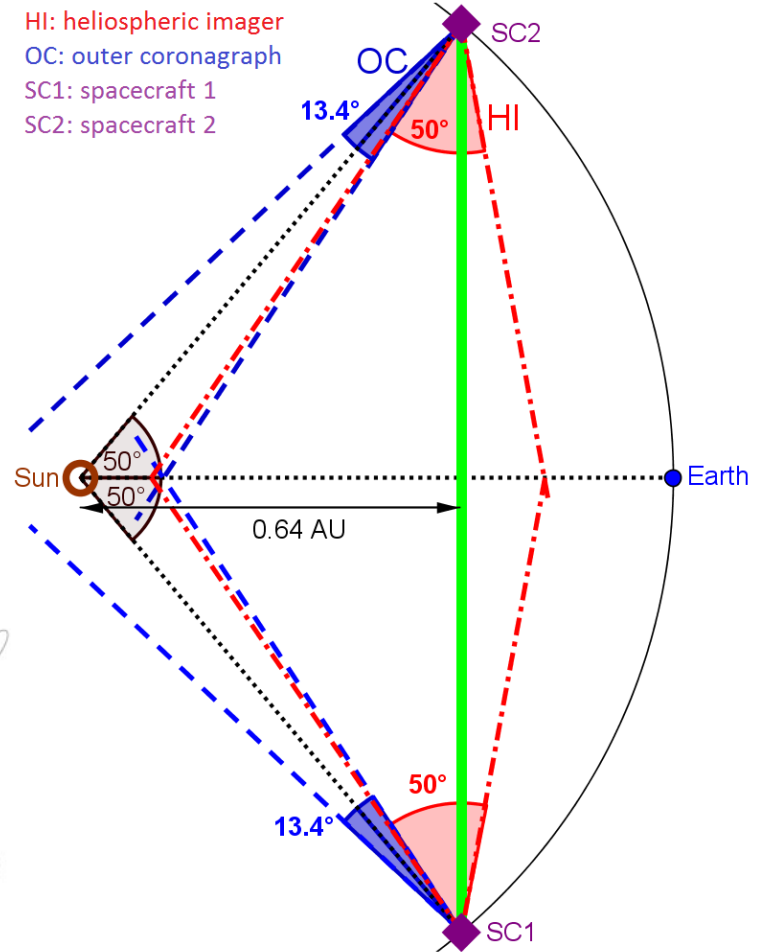 HI: heliospheric imager
OC: outer coronagraph
SC1: spacecraft 1
SC2: spacecraft 2
SC2
OC
13.4°
50°
HI
50°
Sun
Earth
50°
0.64 AU
50°
13.4°
SC1